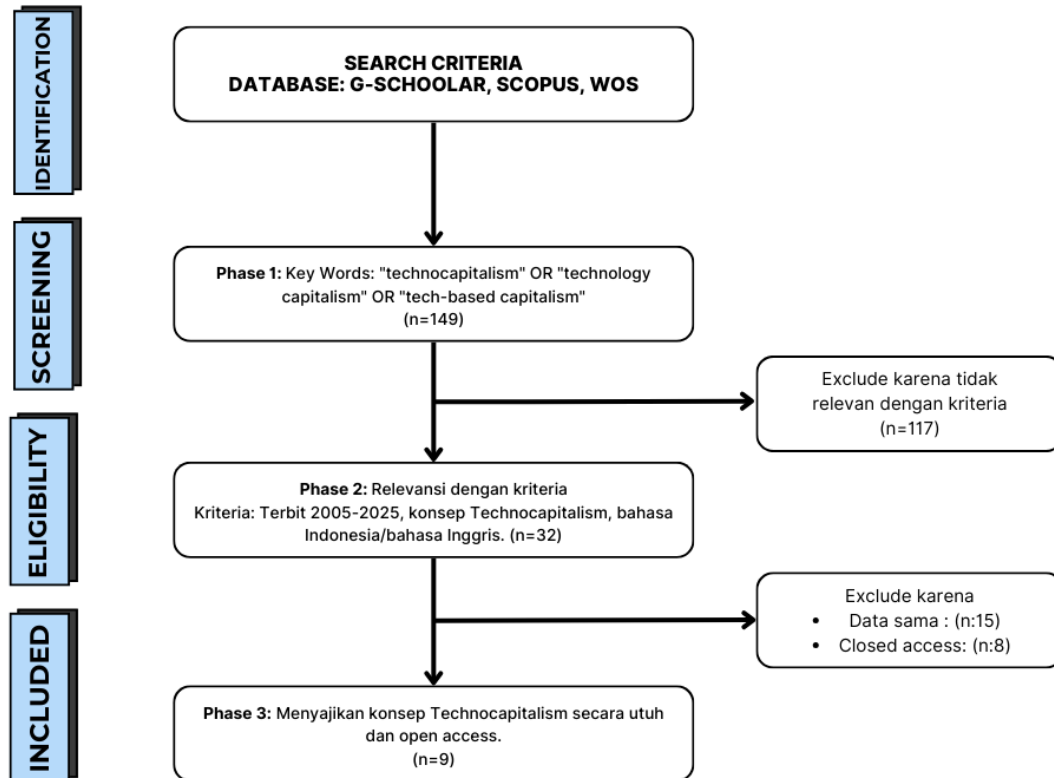 IDENTIFICATION
SEARCH CRITERIA
DATABASE: G-SCHOOLAR, SCOPUS, WOS
SCREENING
Phase 1: Key Words: "technocapitalism" OR "technology
capitalism" OR "tech-based capitalism"
(n=149)
Exclude karena tidak
relevan dengan kriteria
(n=117)
ELIGIBILITY
Phase 2: Relevansi dengan kriteria
Kriteria: Terbit 2005-2025, konsep Technocapitalism, bahasa
Indonesia/bahasa Inggris. (n=32)
Exclude karena
• Data sama : (n:15)
• Closed access: (n:8)
INCLUDED
Phase 3: Menyajikan konsep Technocapitalism secara utuh
dan open access.
(n=9)